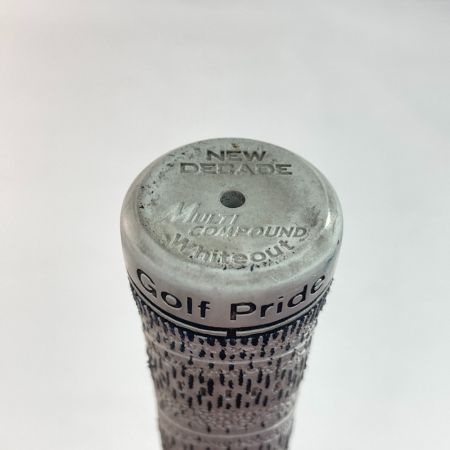 NEW
DECADE
MULTI
COMPOUND
Whiteout
Golf Pride